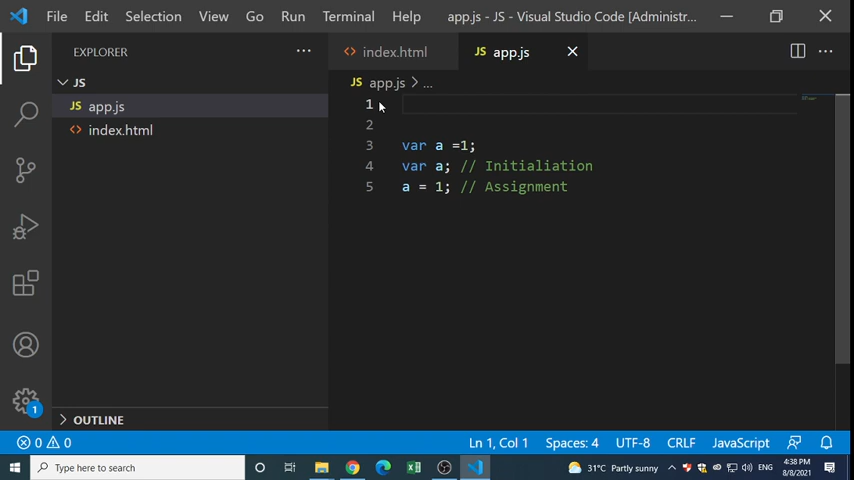 File Edit Selection View Go Run Terminal Help app.js - JS - Visual Studio Code [Administr...
EXPLORER ...
index.html
JS app.js
JS
JS app.js > ...
JS app.js
index.html
1
2
3 var a =1;
4 var a; // Initialiation
5 a = 1; // Assignment
1
OUTLINE
0 0 Ln 1, Col 1 Spaces: 4 UTF-8 CRLF JavaScript
Type here to search 31°C Partly sunny ENG 4:38 PM
8/8/2021